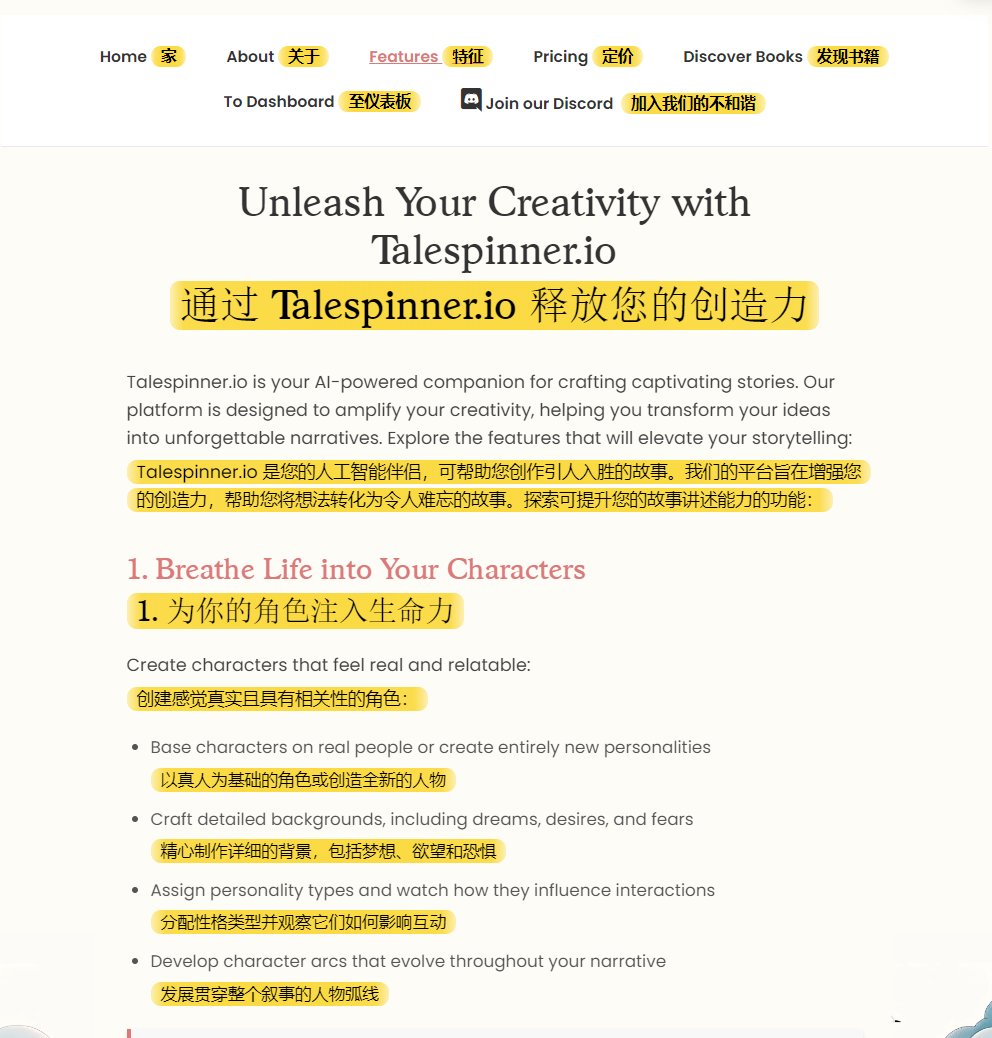 Home 家 About 关于 Features 特征 Pricing 定价 Discover Books 发现书籍
To Dashboard 至仪表板 Join our Discord 加入我们的不和谐
Unleash Your Creativity with
Talespinner.io
通过 Talespinner.io 释放您的创造力
Talespinner.io is your AI-powered companion for crafting captivating stories. Our
platform is designed to amplify your creativity, helping you transform your ideas
into unforgettable narratives. Explore the features that will elevate your storytelling:
Talespinner.io 是您的人工智能伴侣，可帮助您创作引人入胜的故事。我们的平台旨在增强您
的创造力，帮助您将想法转化为令人难忘的故事。探索可提升您的故事讲述能力的功能：
1. Breathe Life into Your Characters
1. 为你的角色注入生命力
Create characters that feel real and relatable:
创建感觉真实且具有相关性的角色：
• Base characters on real people or create entirely new personalities
以真人为基础的角色或创造全新的人物
• Craft detailed backgrounds, including dreams, desires, and fears
精心制作详细的背景，包括梦想、欲望和恐惧
• Assign personality types and watch how they influence interactions
分配性格类型并观察它们如何影响互动
• Develop character arcs that evolve throughout your narrative
发展贯穿整个叙事的人物弧线